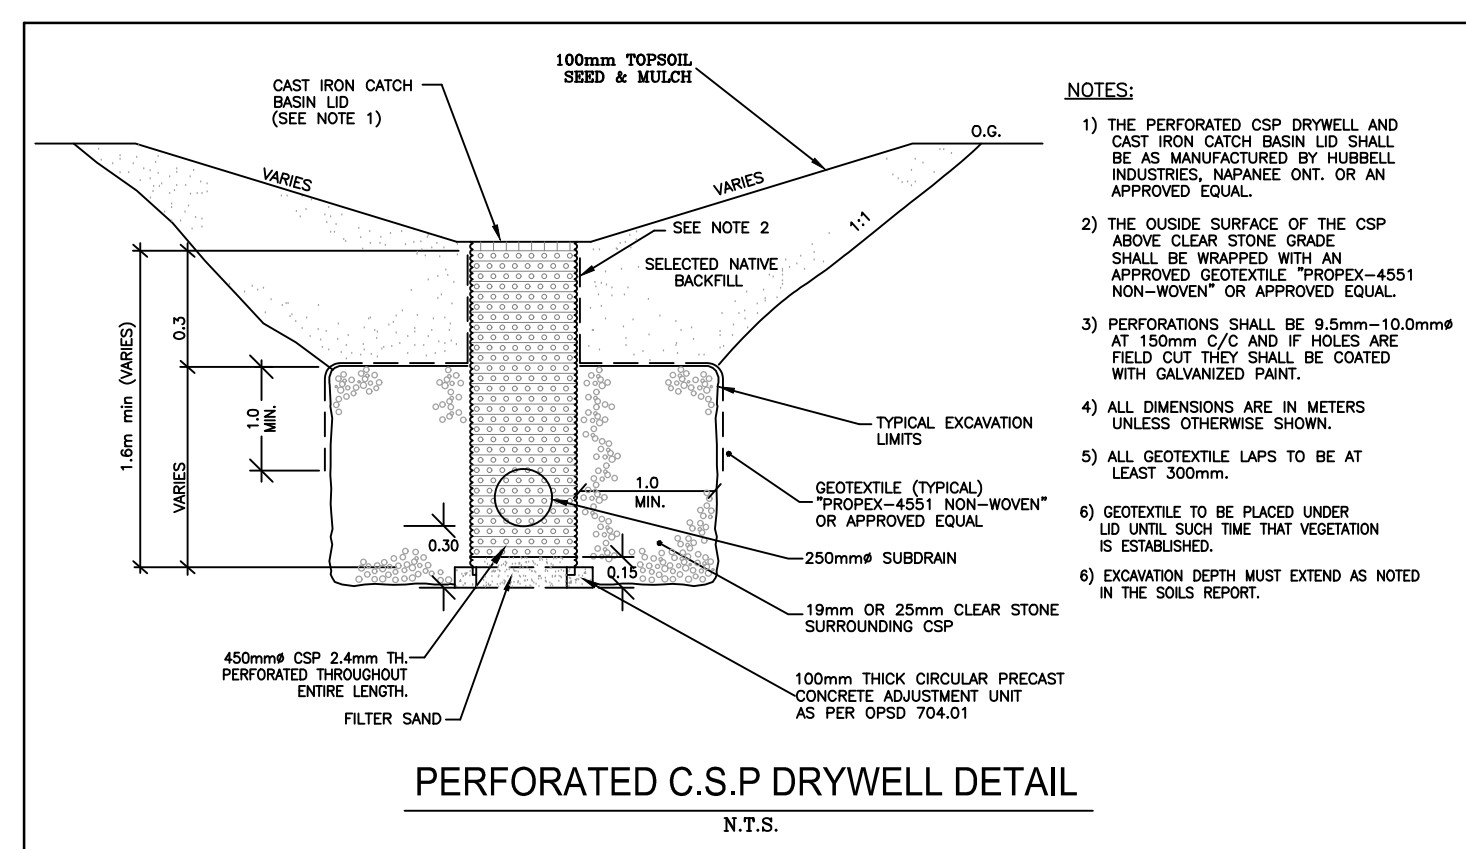 100mm TOPSOIL
SEED & MULCH
CAST IRON CATCH
BASIN LID
(SEE NOTE 1)
O.G.
VARIES
VARIES
1:1
SEE NOTE 2
SELECTED NATIVE
BACKFILL
0.3
1.6m min (VARIES)
1.0
MIN.
VARIES
TYPICAL EXCAVATION
LIMITS
1.0
MIN.
GEOTEXTILE (TYPICAL)
"PROPEX-4551 NON-WOVEN"
OR APPROVED EQUAL
0.30
250mmø SUBDRAIN
0.15
19mm OR 25mm CLEAR STONE
SURROUNDING CSP
450mmø CSP 2.4mm TH.
PERFORATED THROUGHOUT
ENTIRE LENGTH.
FILTER SAND
100mm THICK CIRCULAR PRECAST
CONCRETE ADJUSTMENT UNIT
AS PER OPSD 704.01
NOTES:
1) THE PERFORATED CSP DRYWELL AND
CAST IRON CATCH BASIN LID SHALL
BE AS MANUFACTURED BY HUBBELL
INDUSTRIES, NAPANEE ONT. OR AN
APPROVED EQUAL.
2) THE OUSIDE SURFACE OF THE CSP
ABOVE CLEAR STONE GRADE
SHALL BE WRAPPED WITH AN
APPROVED GEOTEXTILE "PROPEX-4551
NON-WOVEN" OR APPROVED EQUAL.
3) PERFORATIONS SHALL BE 9.5mm-10.0mmø
AT 150mm C/C AND IF HOLES ARE
FIELD CUT THEY SHALL BE COATED
WITH GALVANIZED PAINT.
4) ALL DIMENSIONS ARE IN METERS
UNLESS OTHERWISE SHOWN.
5) ALL GEOTEXTILE LAPS TO BE AT
LEAST 300mm.
6) GEOTEXTILE TO BE PLACED UNDER
LID UNTIL SUCH TIME THAT VEGETATION
IS ESTABLISHED.
6) EXCAVATION DEPTH MUST EXTEND AS NOTED
IN THE SOILS REPORT.
PERFORATED C.S.P DRYWELL DETAIL
N.T.S.